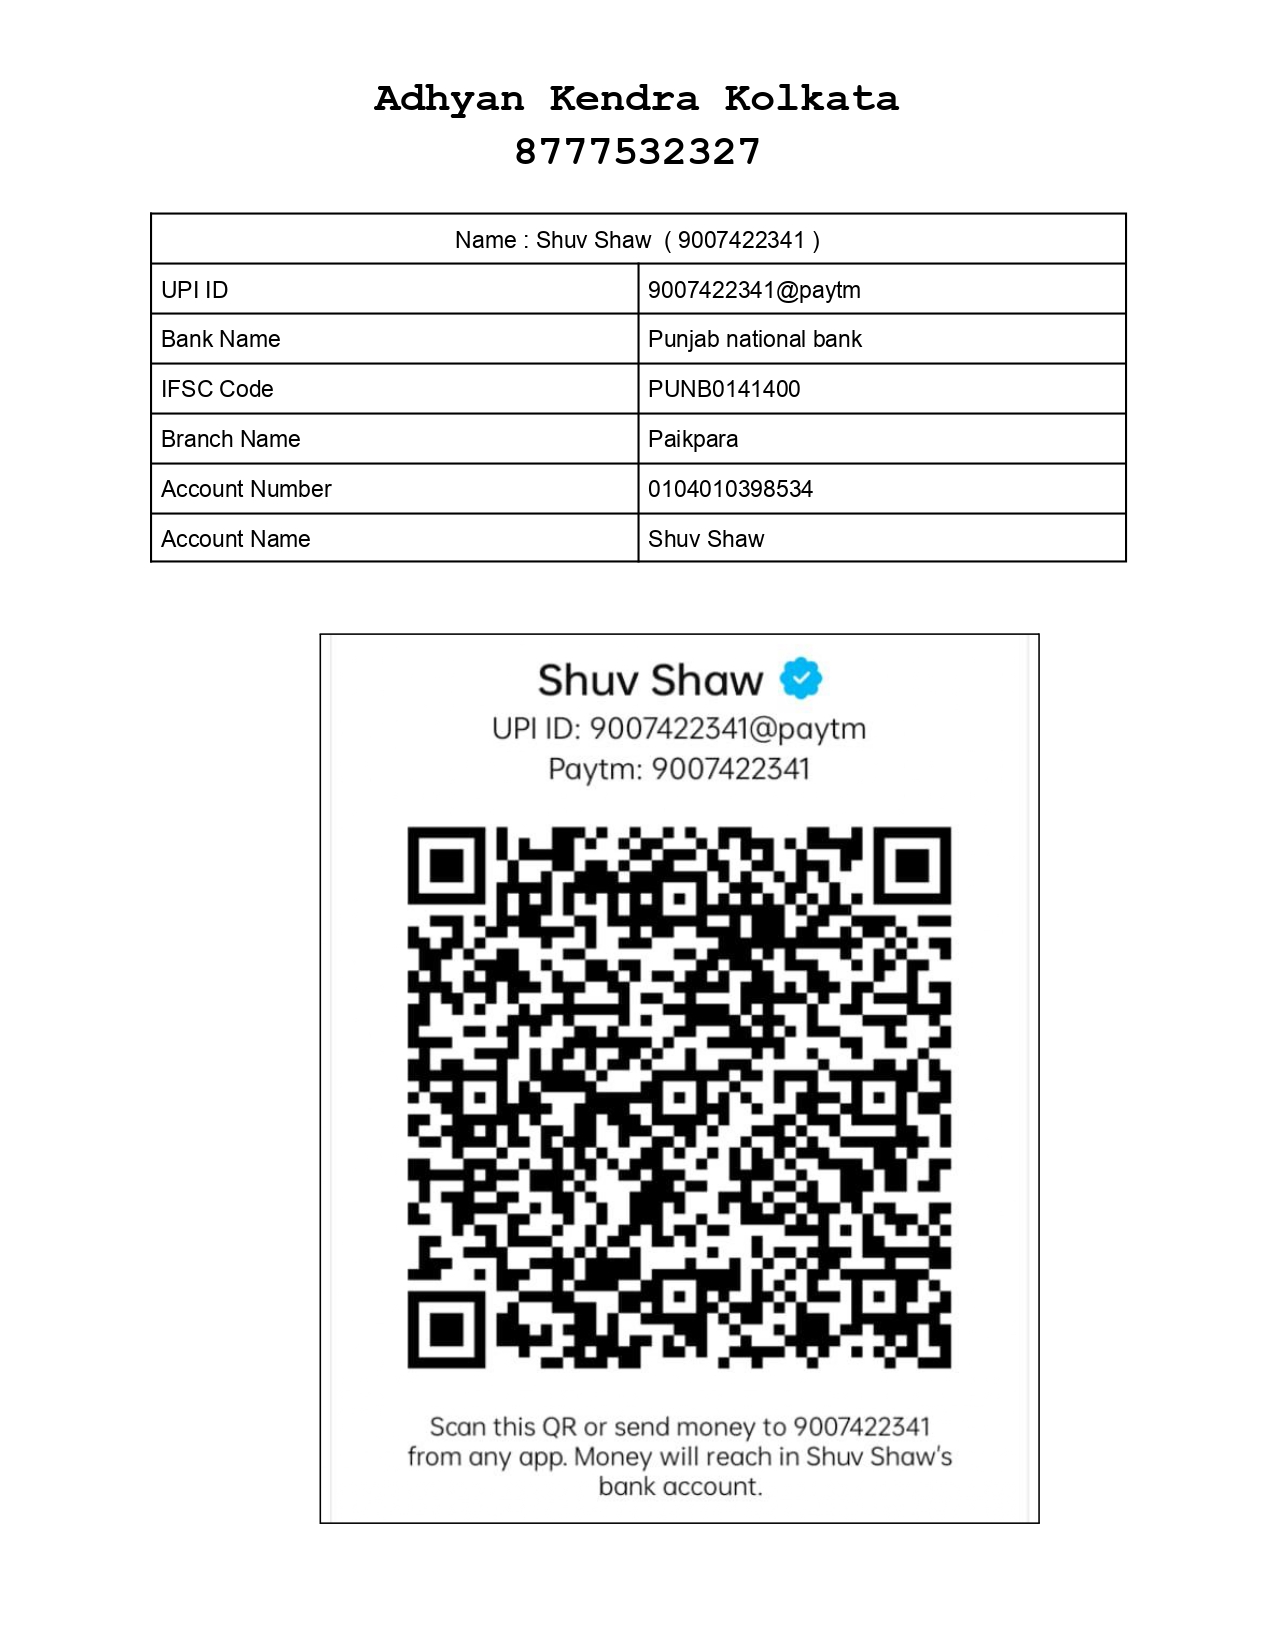 Adhyan Kendra Kolkata
8777532327
Name : Shuv Shaw ( 9007422341 )
UPI ID 9007422341@paytm
Bank Name Punjab national bank
IFSC Code PUNB0141400
Branch Name Paikpara
Account Number 0104010398534
Account Name Shuv Shaw
Shuv Shaw
UPI ID: 9007422341@paytm
Paytm: 9007422341
Scan this QR or send money to 9007422341
from any app. Money will reach in Shuv Shaw's
bank account.